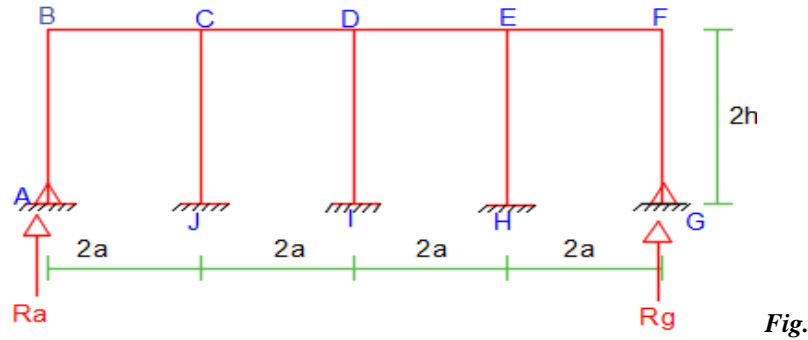 B C D E F
2h
A J I H G
2a 2a 2a 2a
Ra Rg Fig.